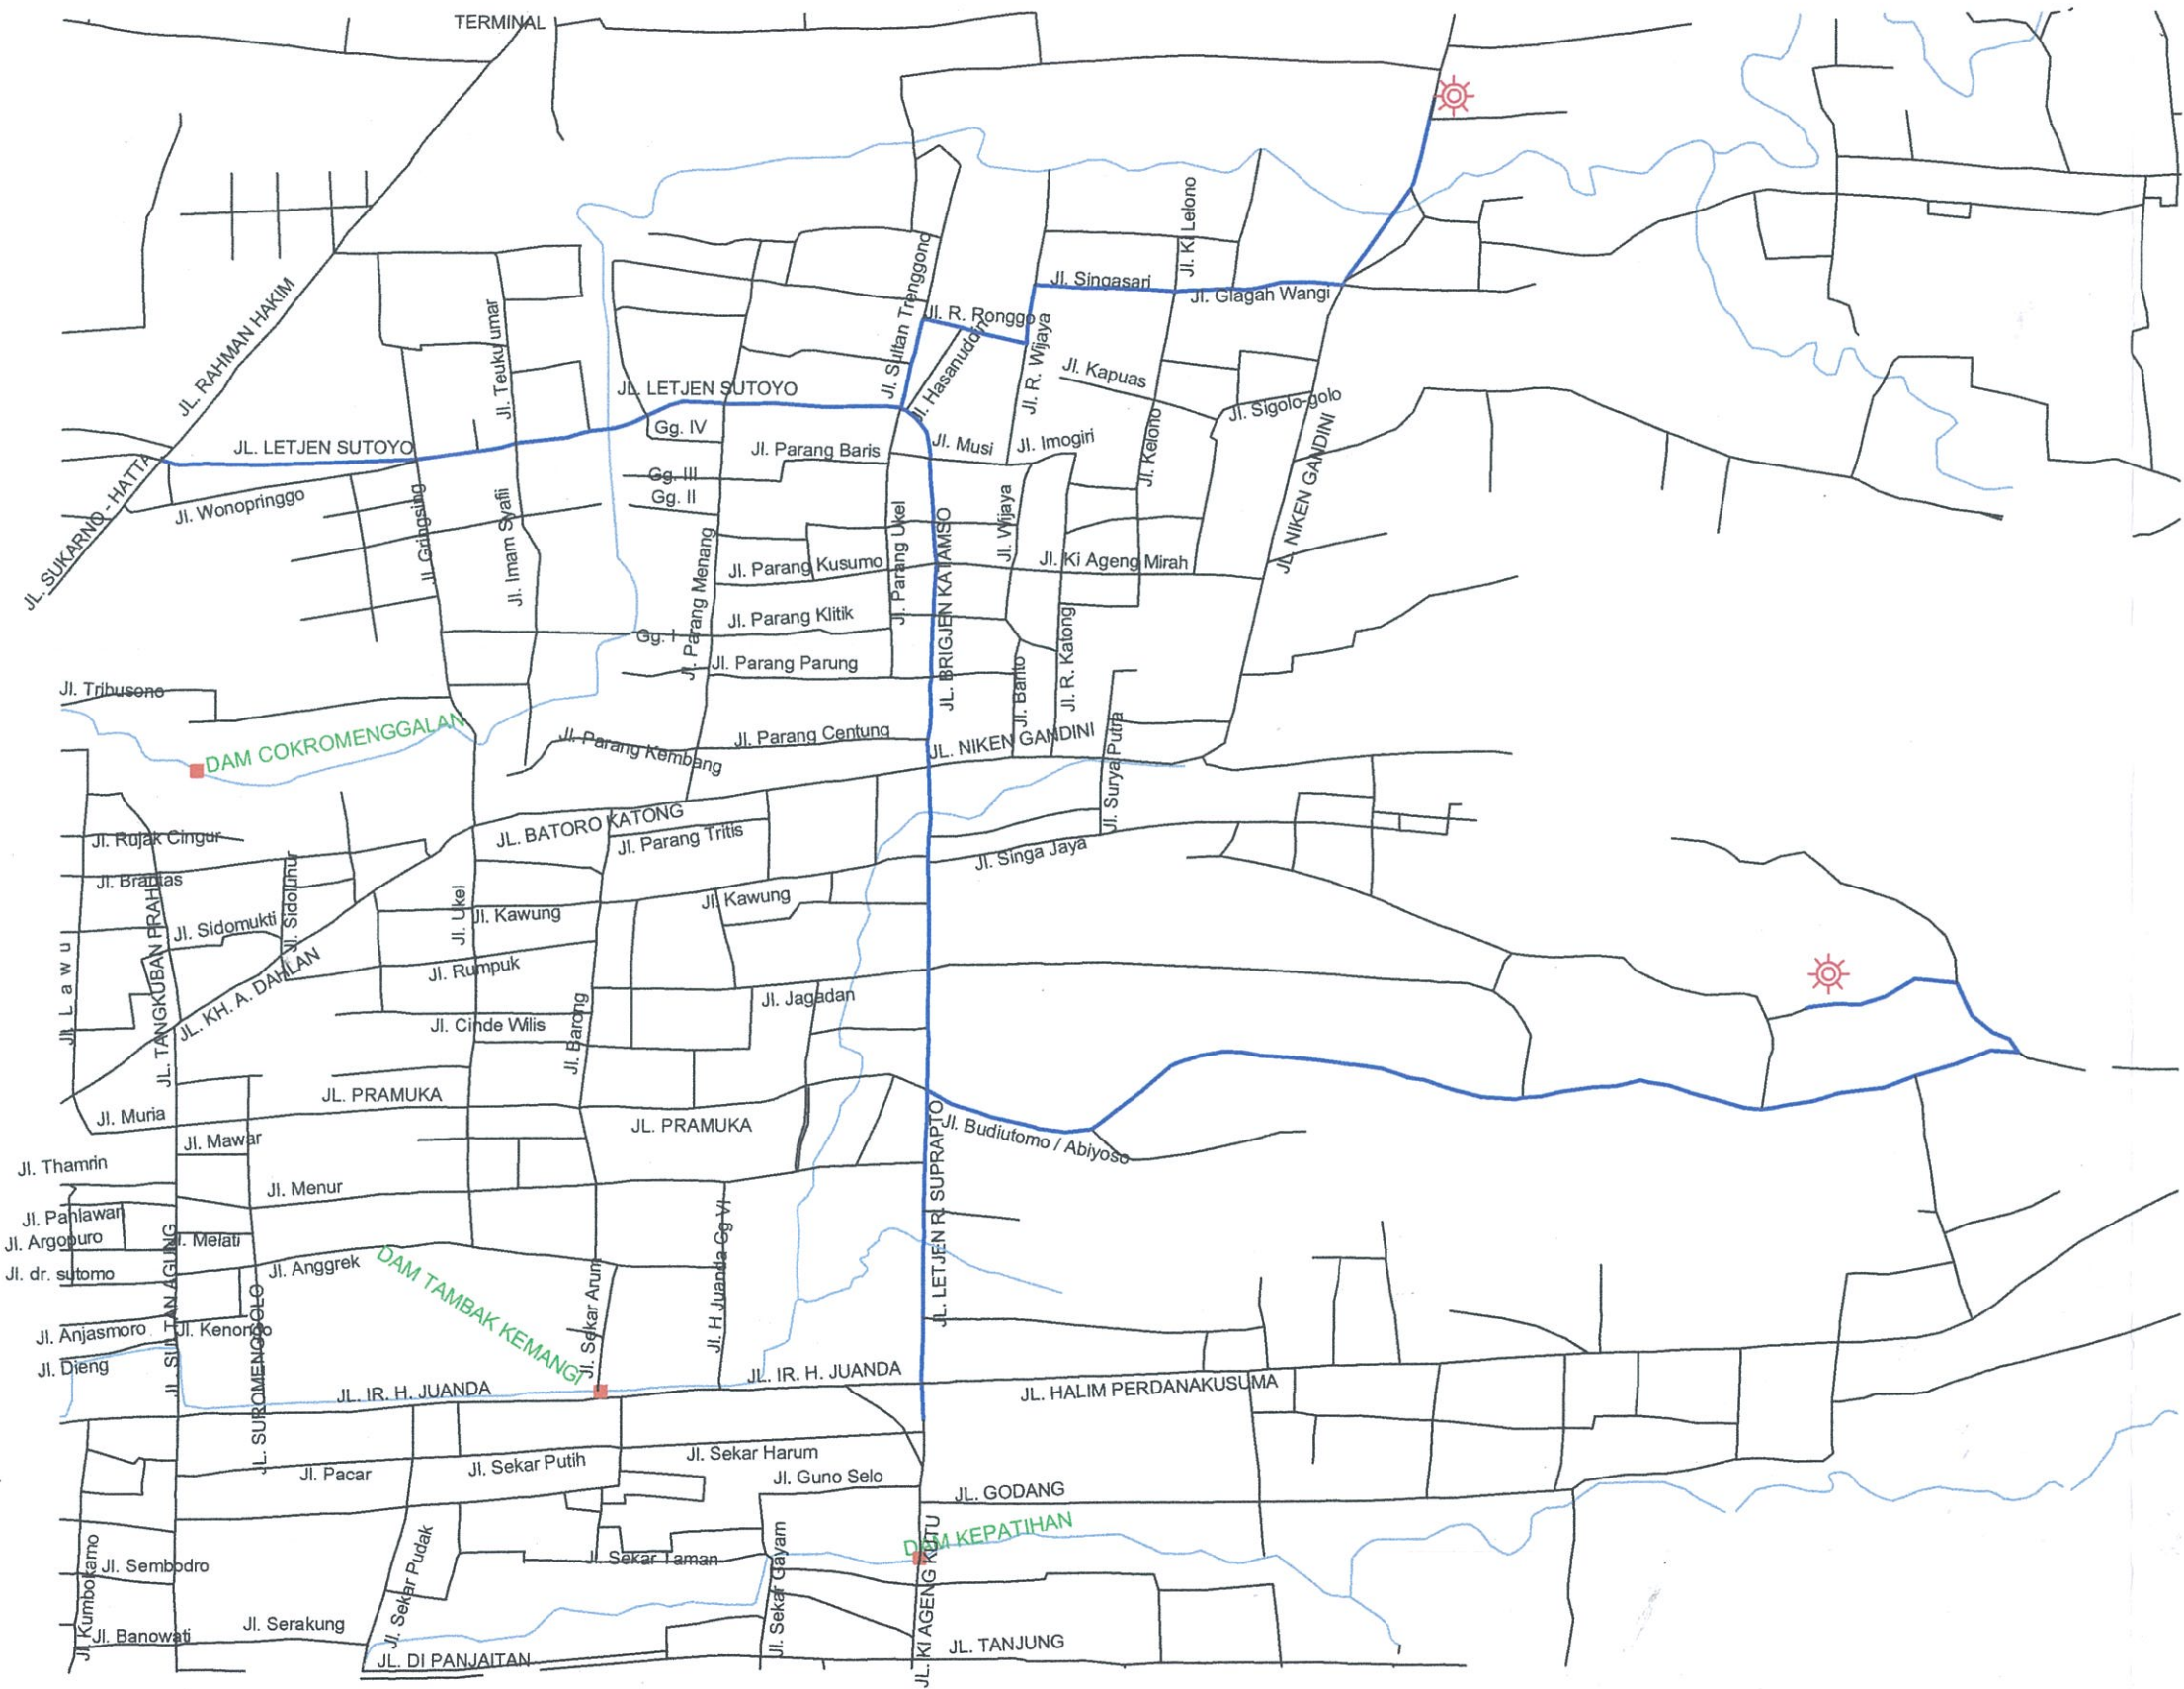 TERMINAL
JL. RAHMAN HAKIM
Jl. Teuku umar
Jl. Sultan Trenggono
Jl. Ki Lelono
Jl. Singasari
Jl. Glagah Wangi
Jl. R. Ronggo
Jl. Hasanudin
Jl. R. Wijaya
Jl. Kapuas
Jl. Sigolo-golo
JL. LETJEN SUTOYO
JL. LETJEN SUTOYO
Gg. IV
Jl. Parang Baris
Jl. Musi
Jl. Imogiri
Jl. Kelono
JL. NIKEN GANDINI
JL. SUKARNO - HATTA
Jl. Wonopringgo
Gg. III
Gg. II
Jl. Gringsing
Jl. Imam Syafii
Jl. Parang Menang
Jl. Parang Kusumo
Jl. Parang Ukel
JL. BRIGJEN KATAMSO
Jl. Wijaya
Jl. Ki Ageng Mirah
Jl. Parang Klitik
Gg. I
Jl. Parang Parung
Jl. Barito
Jl. R. Katong
Jl. Tribusono
DAM COKROMENGGALAN
Jl. Parang Kembang
Jl. Parang Centung
JL. NIKEN GANDINI
Jl. Surya Putra
JL. BATORO KATONG
Jl. Parang Tritis
Jl. Rujak Cingur
Jl. Singa Jaya
Jl. Brantas
Jl. Sidoluhur
Jl. Sidomukti
JL. TANGKUBAN PRAHU
Jl. Ukel
Jl. Kawung
Jl. Kawung
Jl. Lawu
JL. KH. A. DAHLAN
Jl. Rumpuk
Jl. Cinde Wilis
Jl. Barong
Jl. Jagadan
JL. PRAMUKA
Jl. Muria
JL. PRAMUKA
Jl. Budiutomo / Abiyoso
Jl. Mawar
Jl. Thamrin
Jl. Menur
Jl. Pahlawan
Jl. Argopuro
Jl. Melati
Jl. dr. sutomo
Jl. Anggrek
DAM TAMBAK KEMANGI
Jl. Sekar Arum
Jl. H Juanda Gg VI
JL. LETJEN R. SUPRAPTO
Jl. Anjasmoro
Jl. Kenongo
Jl. Dieng
JL. SULTAN AGUNG
JL. SUROMENGGOLO
JL. IR. H. JUANDA
JL. IR. H. JUANDA
JL. HALIM PERDANAKUSUMA
Jl. Pacar
Jl. Sekar Putih
Jl. Sekar Harum
Jl. Guno Selo
JL. GODANG
DAM KEPATIHAN
Jl. Kumbokarno
Jl. Sembodro
Jl. Sekar Pudak
Jl. Sekar Taman
Jl. Sekar Gayam
JL. KI AGENG KUTU
Jl. Serakung
Jl. Banowati
JL. DI PANJAITAN
JL. TANJUNG